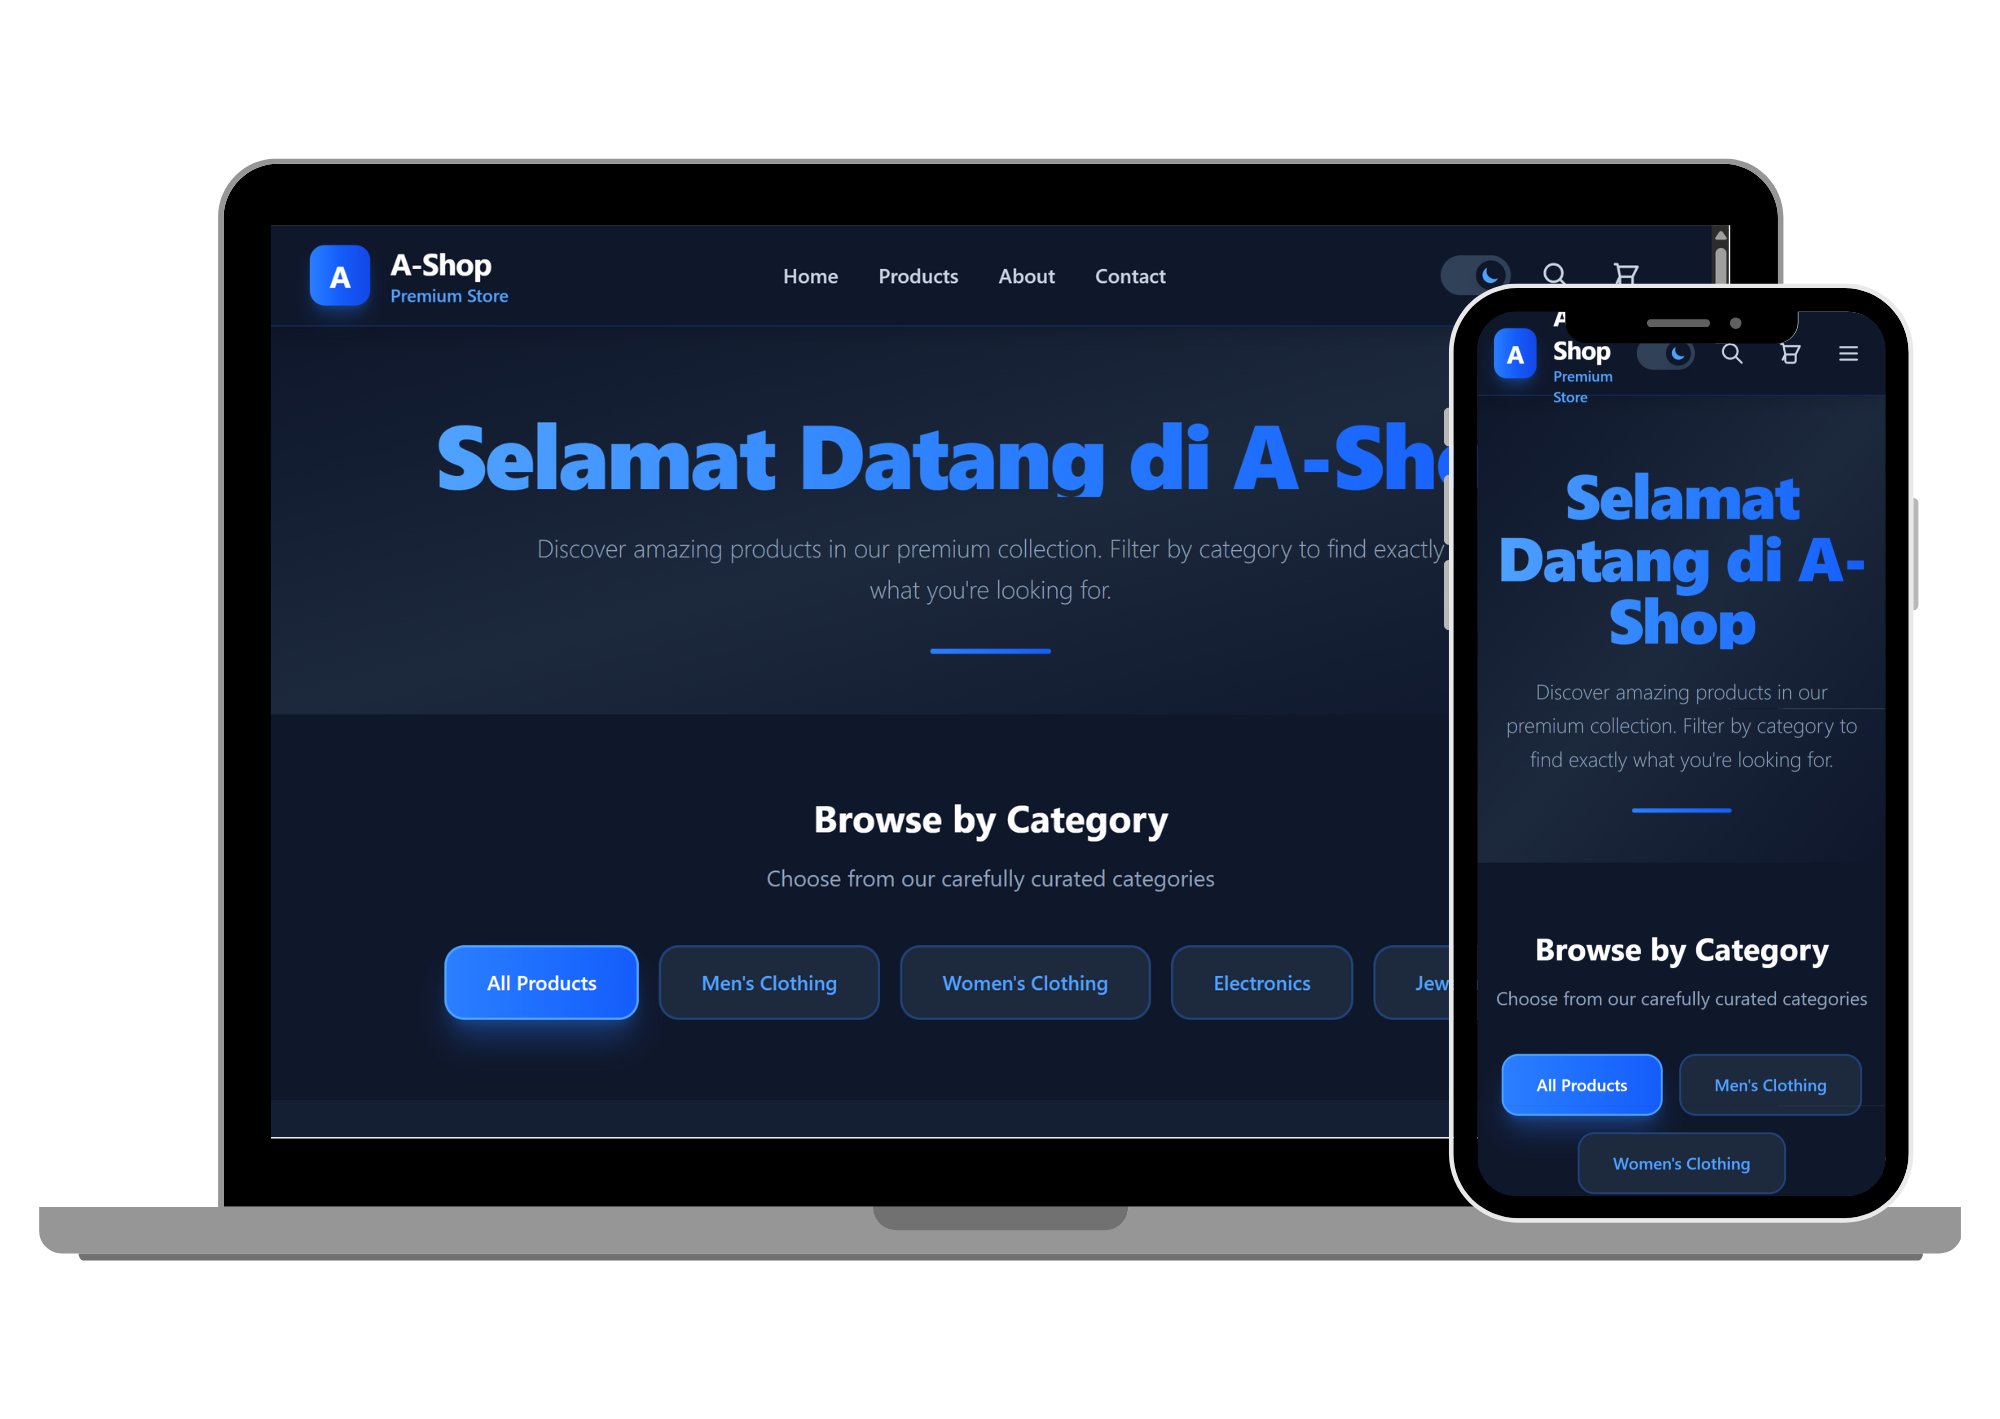 A
A-Shop
Premium Store
Home
Products
About
Contact
Selamat Datang di A-Sho
Discover amazing products in our premium collection. Filter by category to find exactly
what you're looking for.
Browse by Category
Choose from our carefully curated categories
All Products
Men's Clothing
Women's Clothing
Electronics
Jew
A
A
Shop
Premium
Store
Selamat
Datang di A-
Shop
Discover amazing products in our
premium collection. Filter by category to
find exactly what you're looking for.
Browse by Category
Choose from our carefully curated categories
All Products
Men's Clothing
Women's Clothing